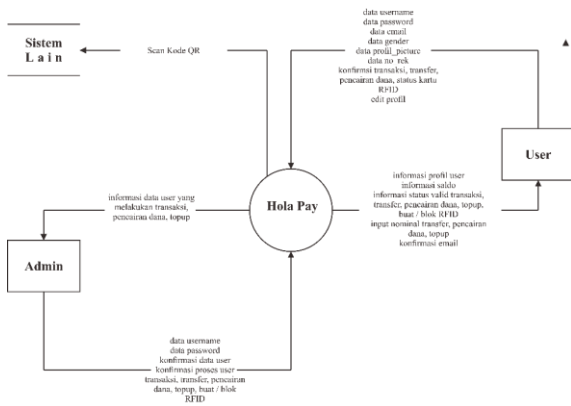 data username
data password
data email
data gender
data profil_picture
data no_rek
konfirmasi transaksi, transfer,
pencairan dana, status kartu
RFID
edit profil
Sistem
L a i n
Scan Kode QR
User
Hola Pay
informasi profil user
informasi saldo
informasi status valid transaksi,
transfer, pencairan dana, topup,
buat / blok RFID
input nominal transfer, pencairan
dana, topup
konfirmasi email
informasi data user yang
melakukan transaksi,
pencairan dana, topup
Admin
data username
data password
konfirmasi data user
konfirmasi proses user
transaksi, transfer, pencairan
dana, topup, buat / blok
RFID